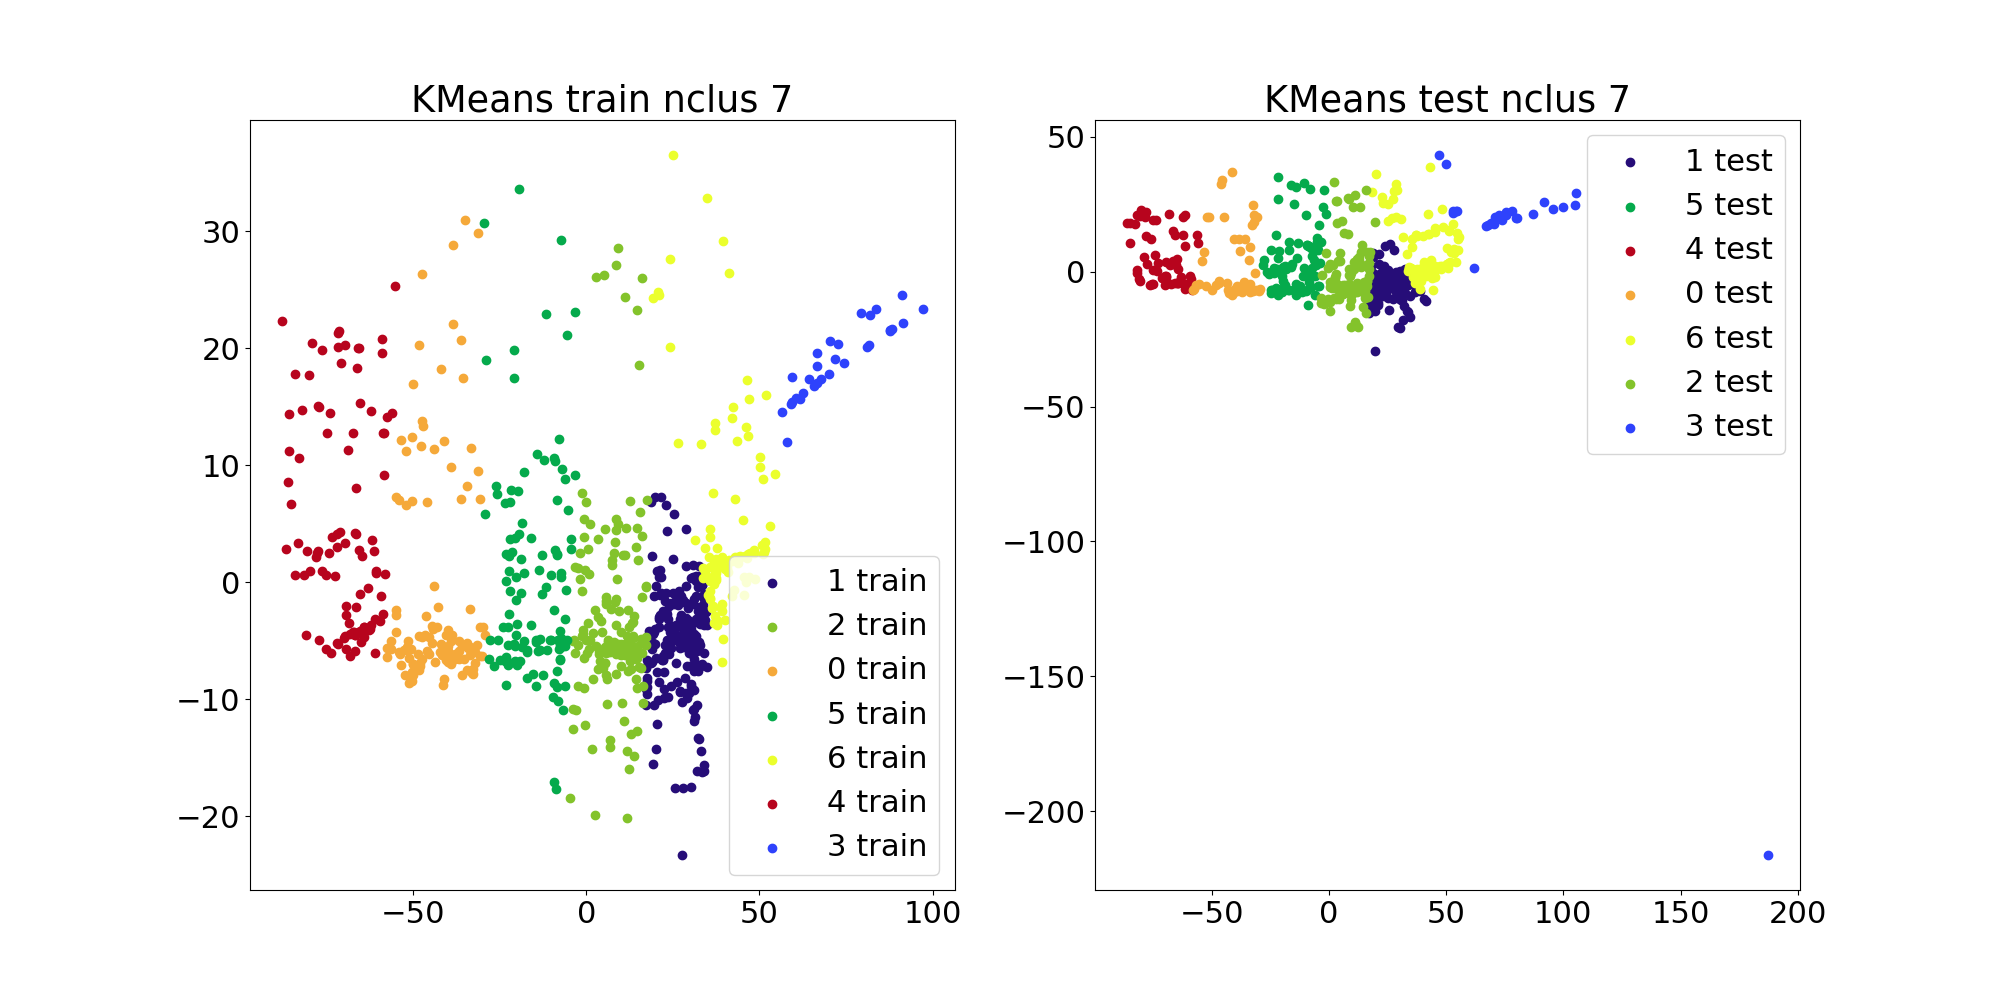 KMeans train nclus 7
30
20
10
0
−10
−20
−50
0
50
100
1 train
2 train
0 train
5 train
6 train
4 train
3 train
KMeans test nclus 7
50
0
−50
−100
−150
−200
−50
0
50
100
150
200
1 test
5 test
4 test
0 test
6 test
2 test
3 test